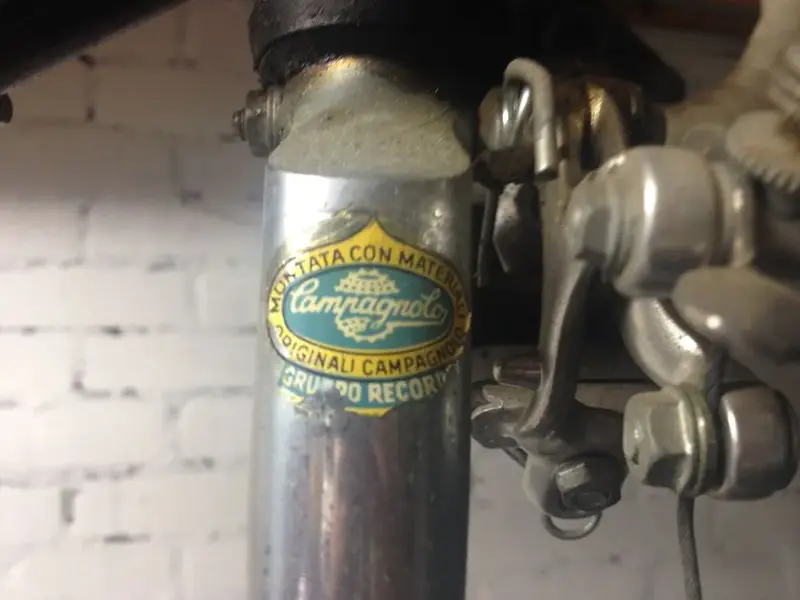 MONTATA CON MATERIALI
Campagnolo
ORIGINALI CAMPAGNOLO
GRUPPO RECORD